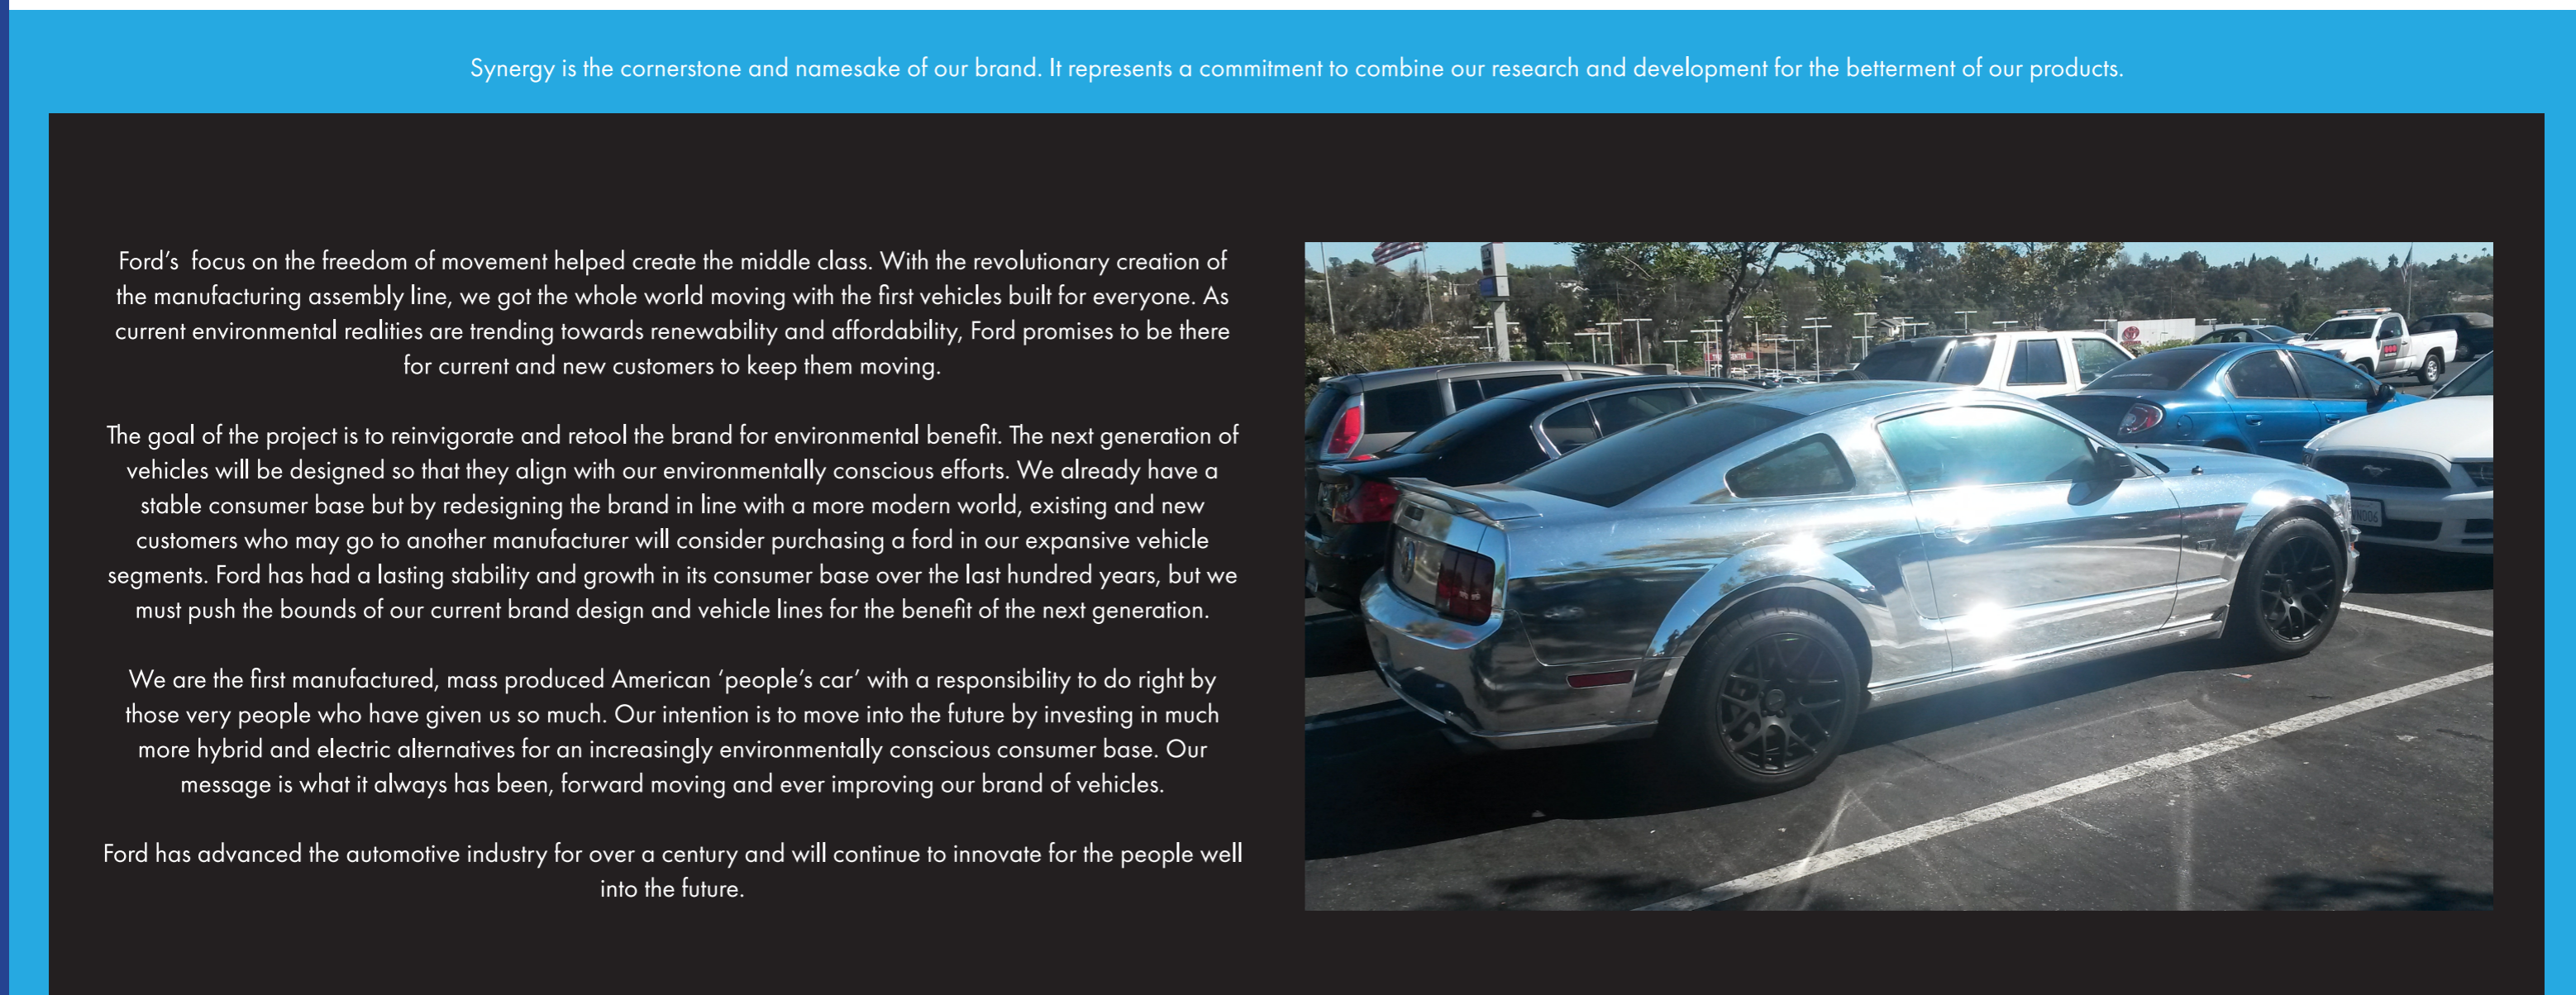 Synergy is the cornerstone and namesake of our brand. It represents a commitment to combine our research and development for the betterment of our products.
Ford’s  focus on the freedom of movement helped create the middle class. With the revolutionary creation of
the manufacturing assembly line, we got the whole world moving with the first vehicles built for everyone. As
current environmental realities are trending towards renewability and affordability, Ford promises to be there
for current and new customers to keep them moving.
The goal of the project is to reinvigorate and retool the brand for environmental benefit. The next generation of
vehicles will be designed so that they align with our environmentally conscious efforts. We already have a
stable consumer base but by redesigning the brand in line with a more modern world, existing and new
customers who may go to another manufacturer will consider purchasing a ford in our expansive vehicle
segments. Ford has had a lasting stability and growth in its consumer base over the last hundred years, but we
must push the bounds of our current brand design and vehicle lines for the benefit of the next generation.
We are the first manufactured, mass produced American ‘people’s car’ with a responsibility to do right by
those very people who have given us so much. Our intention is to move into the future by investing in much
more hybrid and electric alternatives for an increasingly environmentally conscious consumer base. Our
message is what it always has been, forward moving and ever improving our brand of vehicles.
Ford has advanced the automotive industry for over a century and will continue to innovate for the people well
into the future.